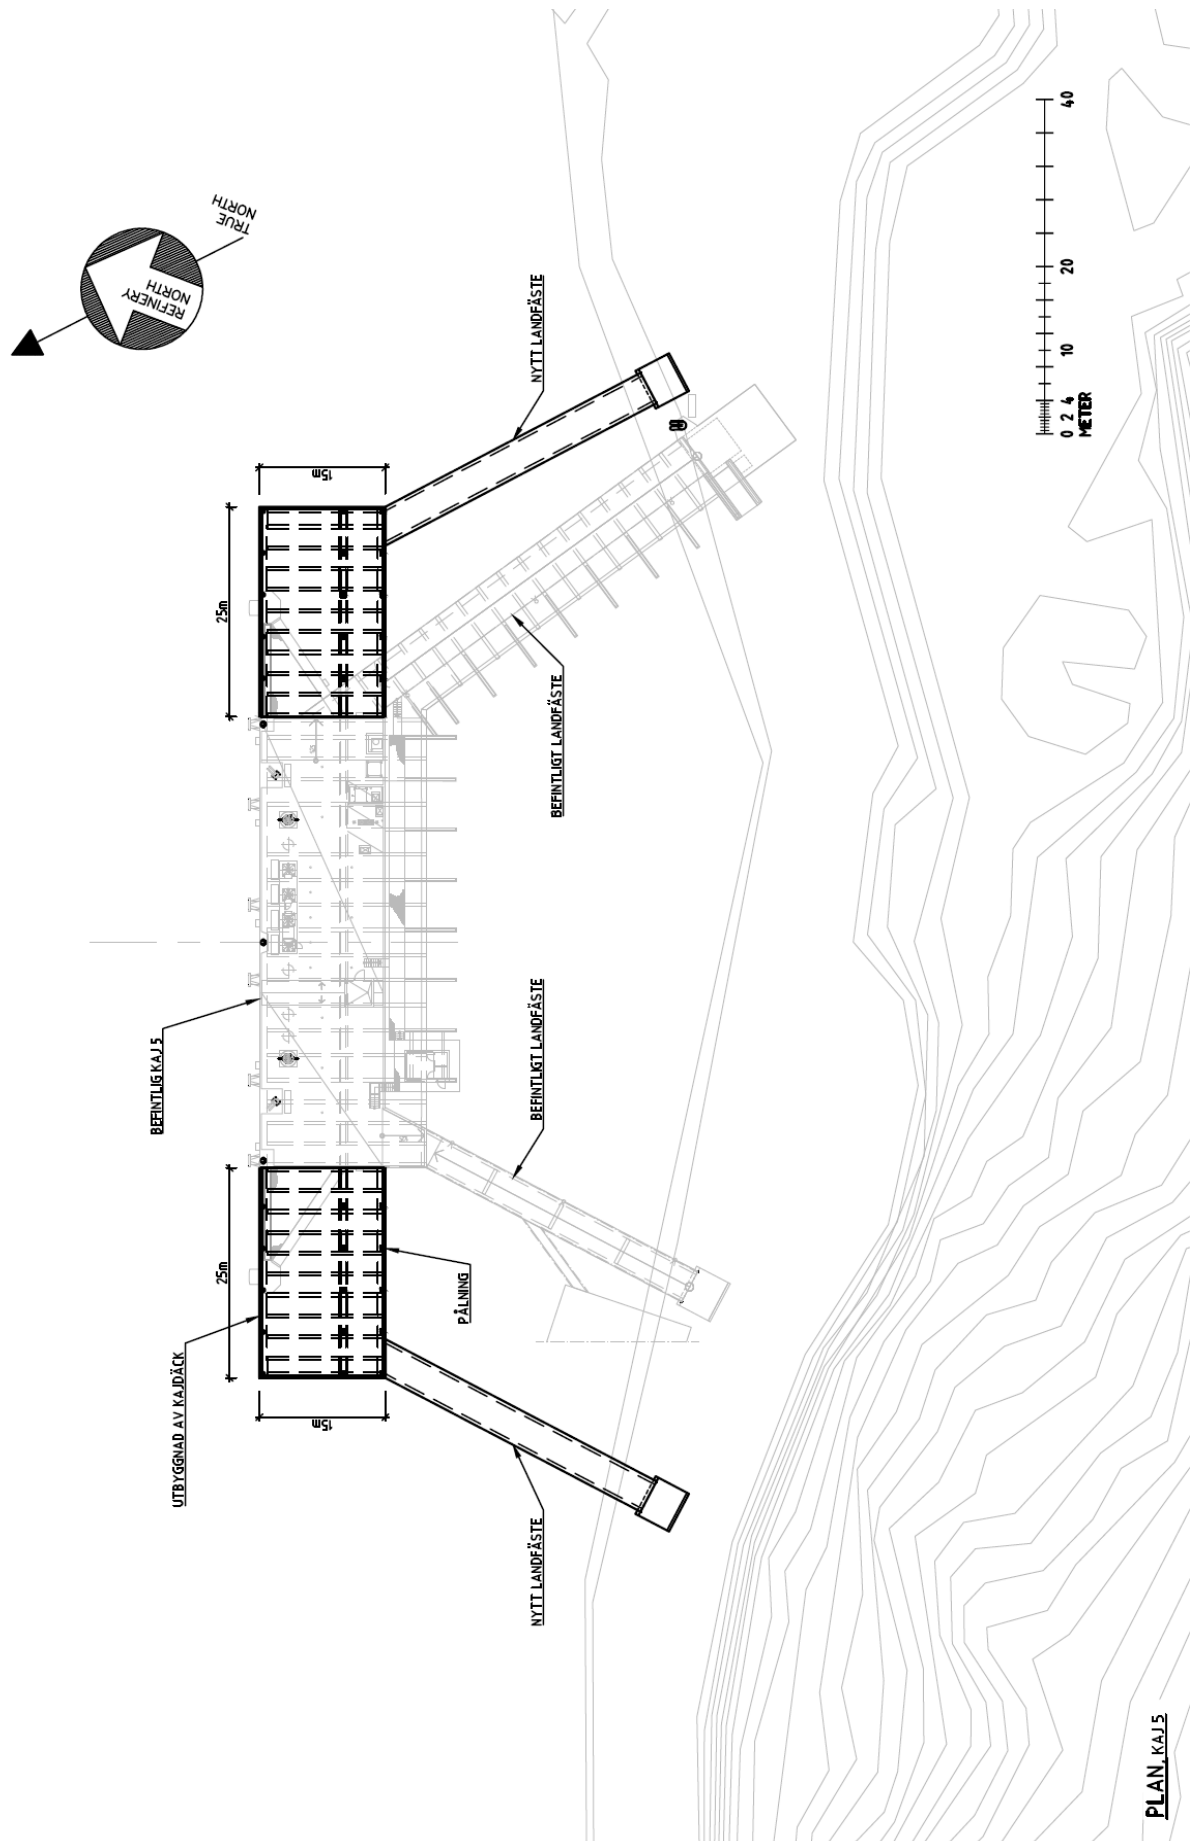 TRUE
NORTH
REFINERY
NORTH
40
20
10
0 2 4
METER
NYTT LANDFÄSTE
15m
25m
BEFINTLIGT LANDFÄSTE
BEFINTLIG KAJ 5
BEFINTLIGT LANDFÄSTE
25m
PÅLNING
UTBYGGNAD AV KAJDÄCK
15m
NYTT LANDFÄSTE
PLAN, KAJ 5